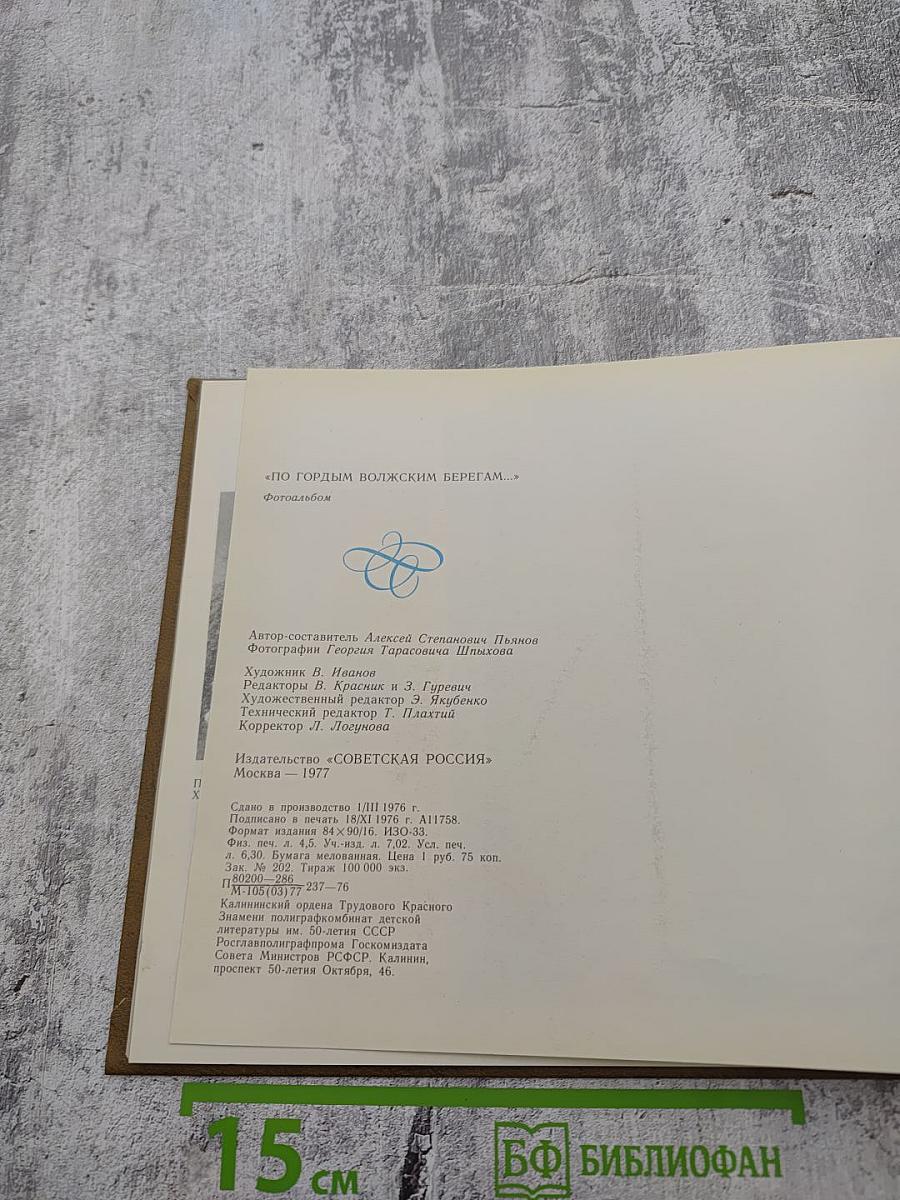 «ПО ГОРДЫМ ВОЛЖСКИМ БЕРЕГАМ...»
Фотоальбом
Автор-составитель Алексей Степанович Пьянов
Фотографии Георгия Тарасовича Шпыхова
Художник В. Иванов
Редакторы В. Красник и З. Гуревич
Художественный редактор Э. Якубенко
Технический редактор Т. Плахтий
Корректор Л. Логунова
Издательство «СОВЕТСКАЯ РОССИЯ»
Москва — 1977
Сдано в производство 1/III 1976 г.
Подписано в печать 18/XI 1976 г. А11758.
Формат издания 84×90/16. ИЗО-33.
Физ. печ. л. 4,5. Уч.-изд. л. 7,02. Усл. печ.
л. 6,30. Бумага мелованная. Цена 1 руб. 75 коп.
Зак. № 202. Тираж 100 000 экз.
П 80200—286
М-105(03)77 237—76
Калининский ордена Трудового Красного
Знамени полиграфкомбинат детской
литературы им. 50-летия СССР
Росглавполиграфпрома Госкомиздата
Совета Министров РСФСР. Калинин,
проспект 50-летия Октября, 46.
П
Х
15 см
БФ БИБЛИОФАН